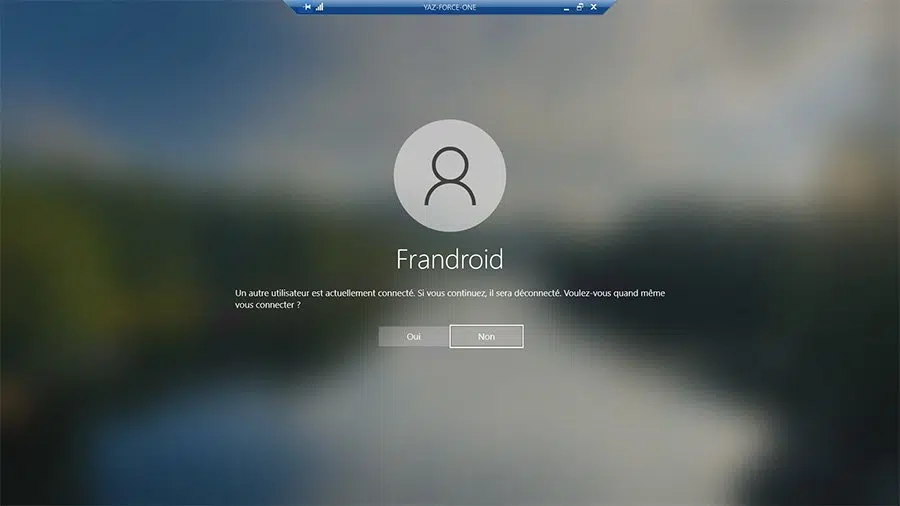 YAZ-FORCE-ONE
Frandroid
Un autre utilisateur est actuellement connecté. Si vous continuez, il sera déconnecté. Voulez-vous quand même
vous connecter ?
Oui
Non